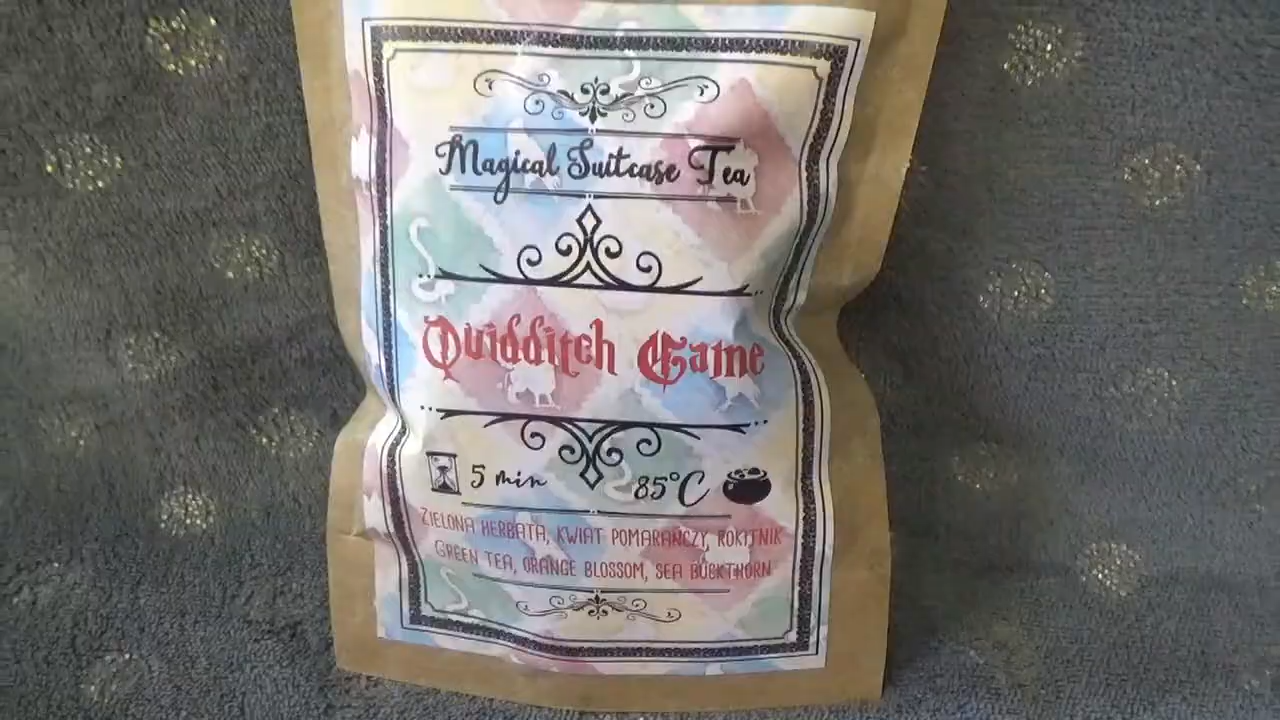 Magical Suitcase Tea
Quidditch Game
5 min 85°C
ZIELONA HERBATA, KWIAT POMARAŃCZY, ROKITNIK
GREEN TEA, ORANGE BLOSSOM, SEA BUCKTHORN